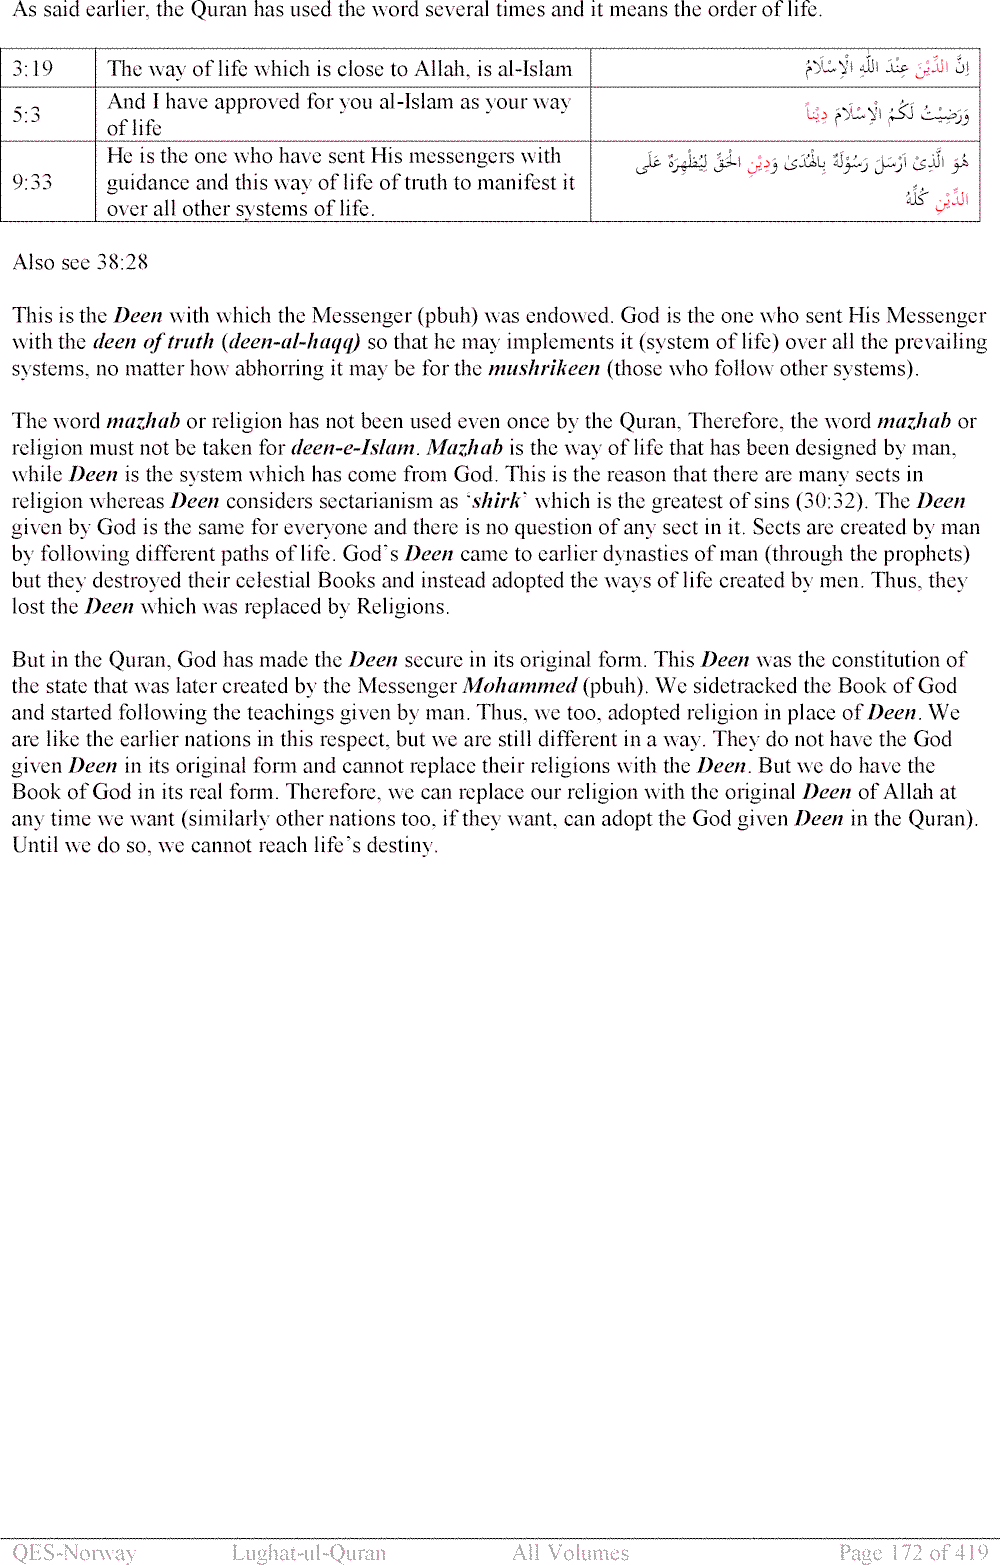 As said earlier, the Quran has used the word several times and it means the order of life.
3:19 The way of life which is close to Allah, is al-Islam اِنَّ الدِّيْنَ عِنْدَ اللّٰهِ الْاِسْلَامُ
5:3 And I have approved for you al-Islam as your way
of life وَرَضِيْتُ لَكُمُ الْاِسْلَامَ دِيْناً
9:33 He is the one who have sent His messengers with
guidance and this way of life of truth to manifest it
over all other systems of life.
هُوَ الَّذِىْ اَرْسَلَ رَسُوْلَهٗ بِالْهُدَىٰ وَدِيْنِ الْحَقِّ لِيُظْهِرَهٗ عَلَى
الدِّيْنِ كُلِّهٖ
Also see 38:28
This is the Deen with which the Messenger (pbuh) was endowed. God is the one who sent His Messenger
with the deen of truth (deen-al-haqq) so that he may implements it (system of life) over all the prevailing
systems, no matter how abhorring it may be for the mushrikeen (those who follow other systems).
The word mazhab or religion has not been used even once by the Quran, Therefore, the word mazhab or
religion must not be taken for deen-e-Islam. Mazhab is the way of life that has been designed by man,
while Deen is the system which has come from God. This is the reason that there are many sects in
religion whereas Deen considers sectarianism as ‘shirk’ which is the greatest of sins (30:32). The Deen
given by God is the same for everyone and there is no question of any sect in it. Sects are created by man
by following different paths of life. God’s Deen came to earlier dynasties of man (through the prophets)
but they destroyed their celestial Books and instead adopted the ways of life created by men. Thus, they
lost the Deen which was replaced by Religions.
But in the Quran, God has made the Deen secure in its original form. This Deen was the constitution of
the state that was later created by the Messenger Mohammed (pbuh). We sidetracked the Book of God
and started following the teachings given by man. Thus, we too, adopted religion in place of Deen. We
are like the earlier nations in this respect, but we are still different in a way. They do not have the God
given Deen in its original form and cannot replace their religions with the Deen. But we do have the
Book of God in its real form. Therefore, we can replace our religion with the original Deen of Allah at
any time we want (similarly other nations too, if they want, can adopt the God given Deen in the Quran).
Until we do so, we cannot reach life’s destiny.
QES-Norway Lughat-ul-Quran All Volumes Page 172 of 419